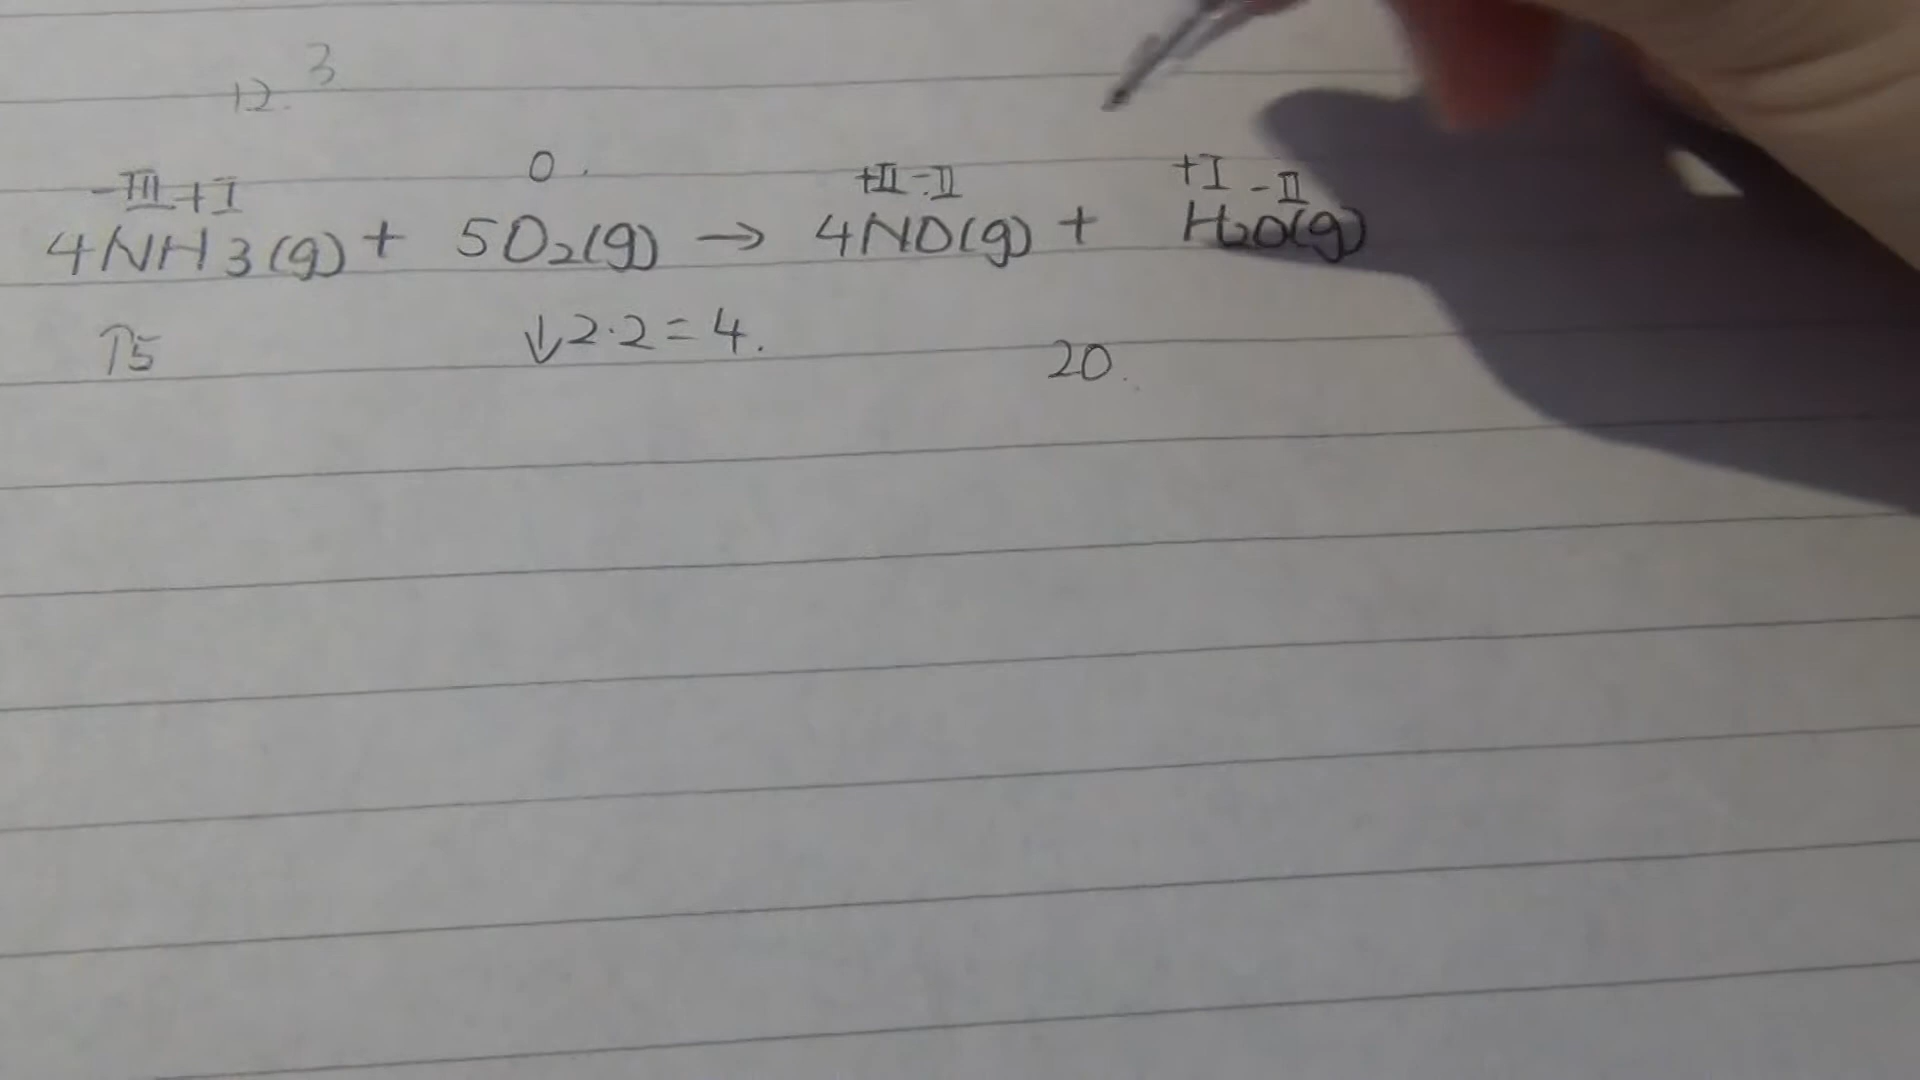 12. 3
-III +I 0. +II -II +I -II
4NH3(g) + 5O₂(g) → 4NO(g) + H₂O(g)
↑5 ↓2·2=4. 20.